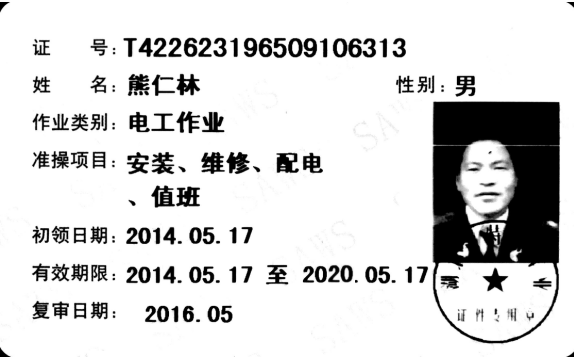 证 号: T422623196509106313
姓 名: 熊仁林 性别: 男
作业类别: 电工作业
准操项目: 安装、维修、配电
、值班
初领日期: 2014.05.17
有效期限: 2014.05.17 至 2020.05.17
复审日期: 2016.05
证件专用章
SAWS